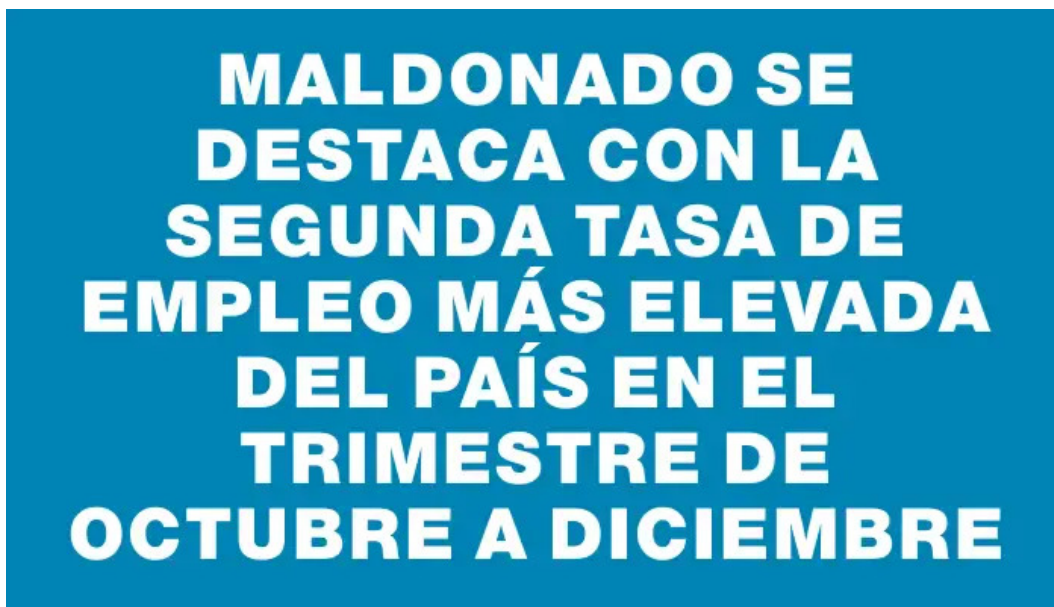 MALDONADO SE
DESTACA CON LA
SEGUNDA TASA DE
EMPLEO MÁS ELEVADA
DEL PAÍS EN EL
TRIMESTRE DE
OCTUBRE A DICIEMBRE